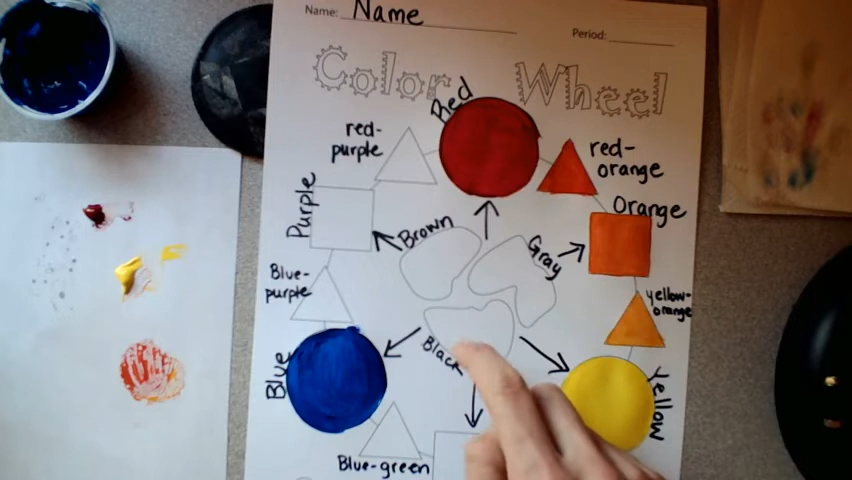 Name: Name
Period:
Color Wheel
Red
red-
purple
red-
orange
Purple
Orange
Brown
Gray
Blue-
purple
yellow-
orange
Black
Blue
Yellow
Blue-green